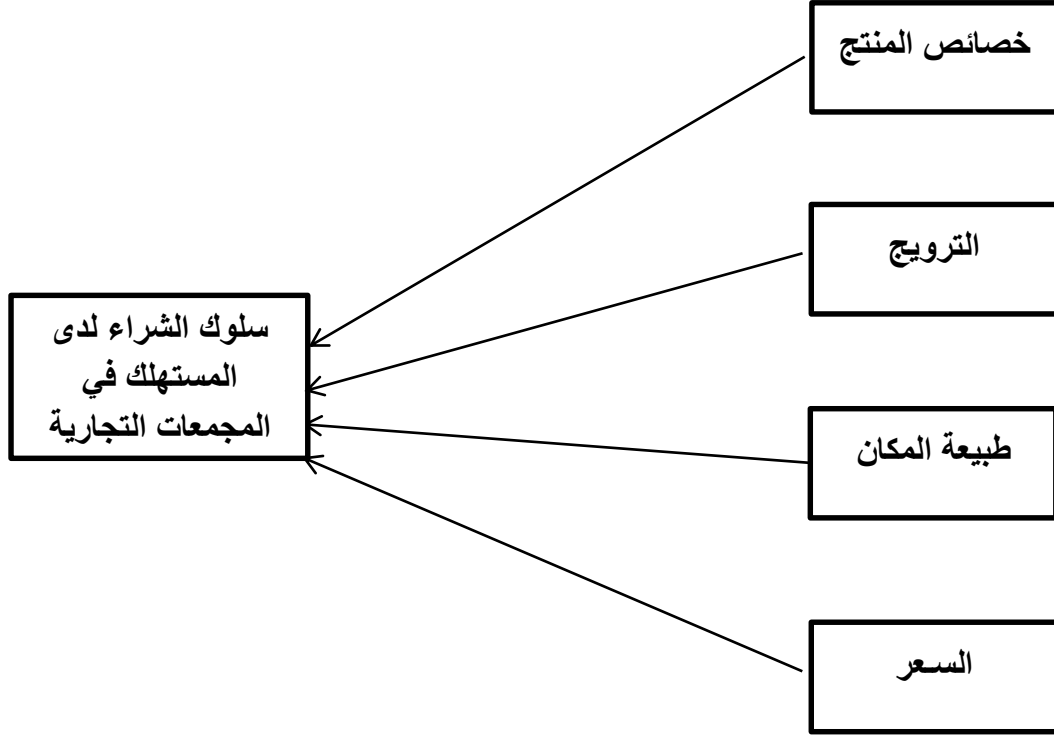 خصائص المنتج
الترويج
سلوك الشراء لدى
المستهلك في
المجمعات التجارية
طبيعة المكان
السعر